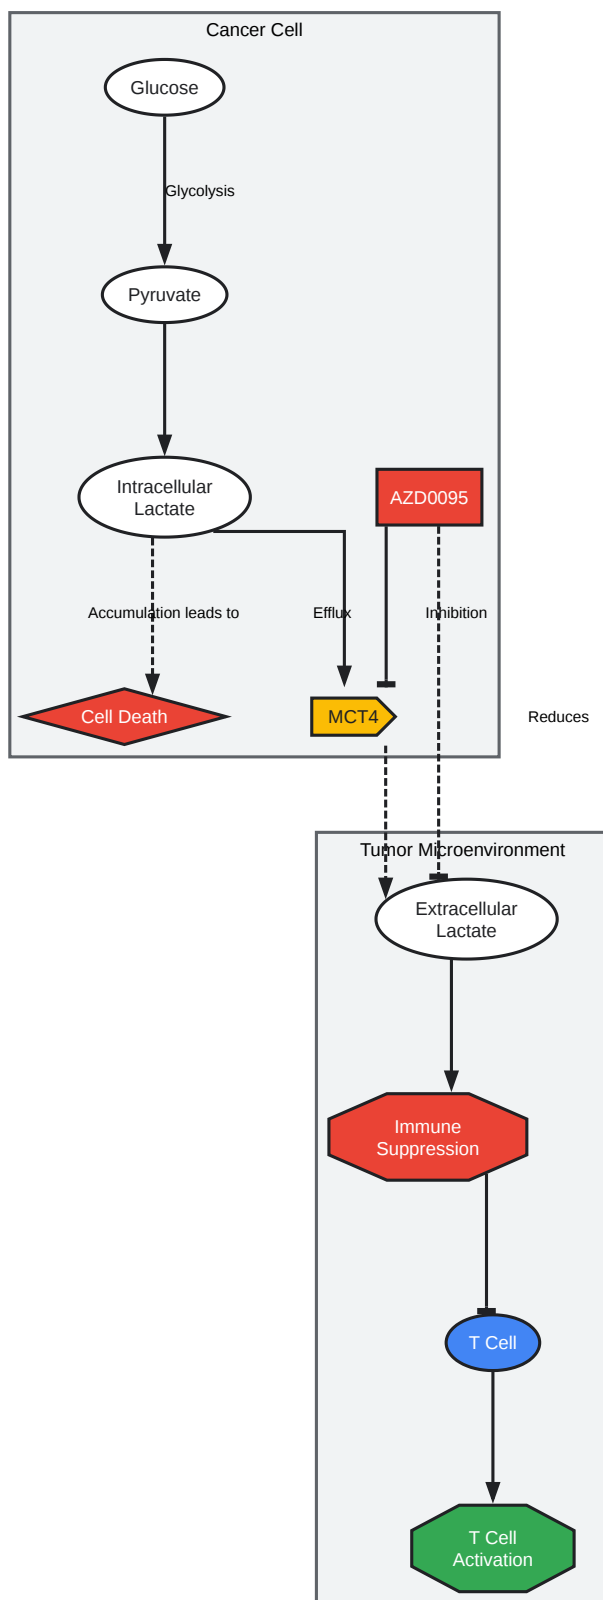 Cancer Cell
Glucose
Glycolysis
Pyruvate
Intracellular
Lactate
AZD0095
Accumulation leads to
Efflux
Inhibition
Cell Death
MCT4
Reduces
Tumor Microenvironment
Extracellular
Lactate
Immune
Suppression
T Cell
T Cell
Activation